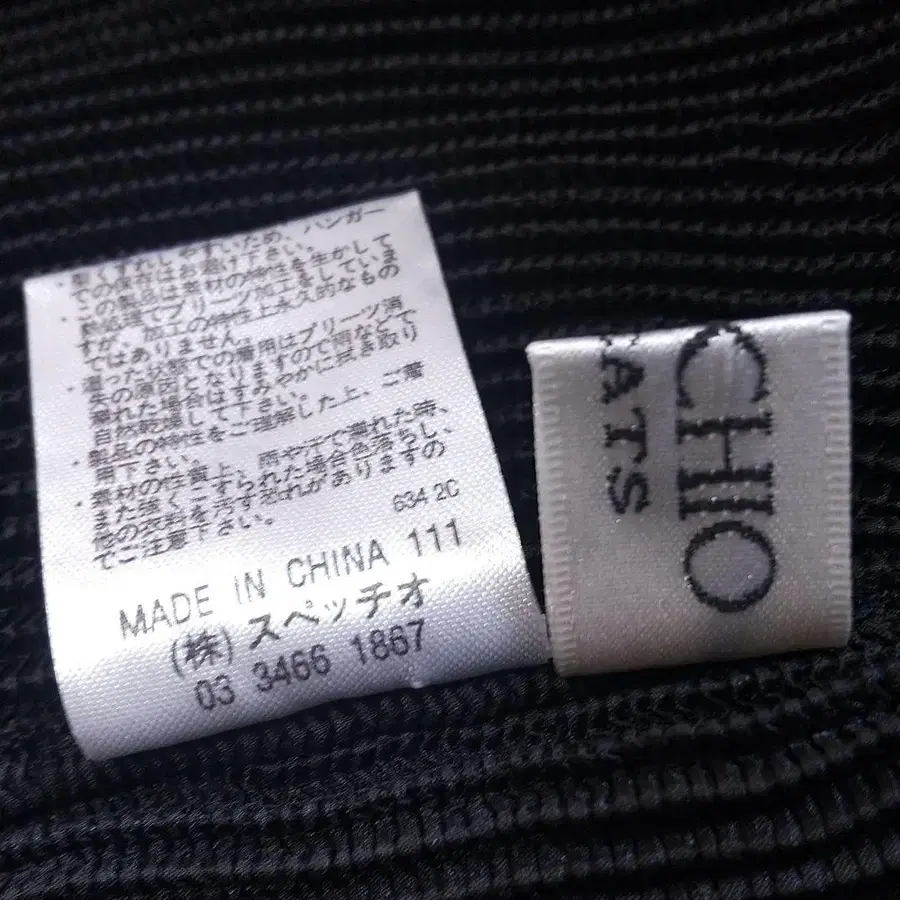 ・型くずれしやすいため、ハンガー
での保存はお避け下さい。
・この製品は素材の特性を生かして
製品後でプリーツ加工をしていま
すが、加工の特性上永久的なもの
ではありません。
・湿った状態での着用はプリーツ消
失の原因となりますので雨などで
濡れた場合はすみやかに拭き取り
自然乾燥して下さい。
・製品の特性をご理解した上、ご着
用下さい。
・素材の性質上、雨や汗で濡れた時、
また強くこすられた場合色落ちし、
他の衣料を汚す恐れがありますの
でご注意下さい。
634 2C
MADE IN CHINA 111
(株)スペッチオ
03 3466 1867
CHIO
ATS